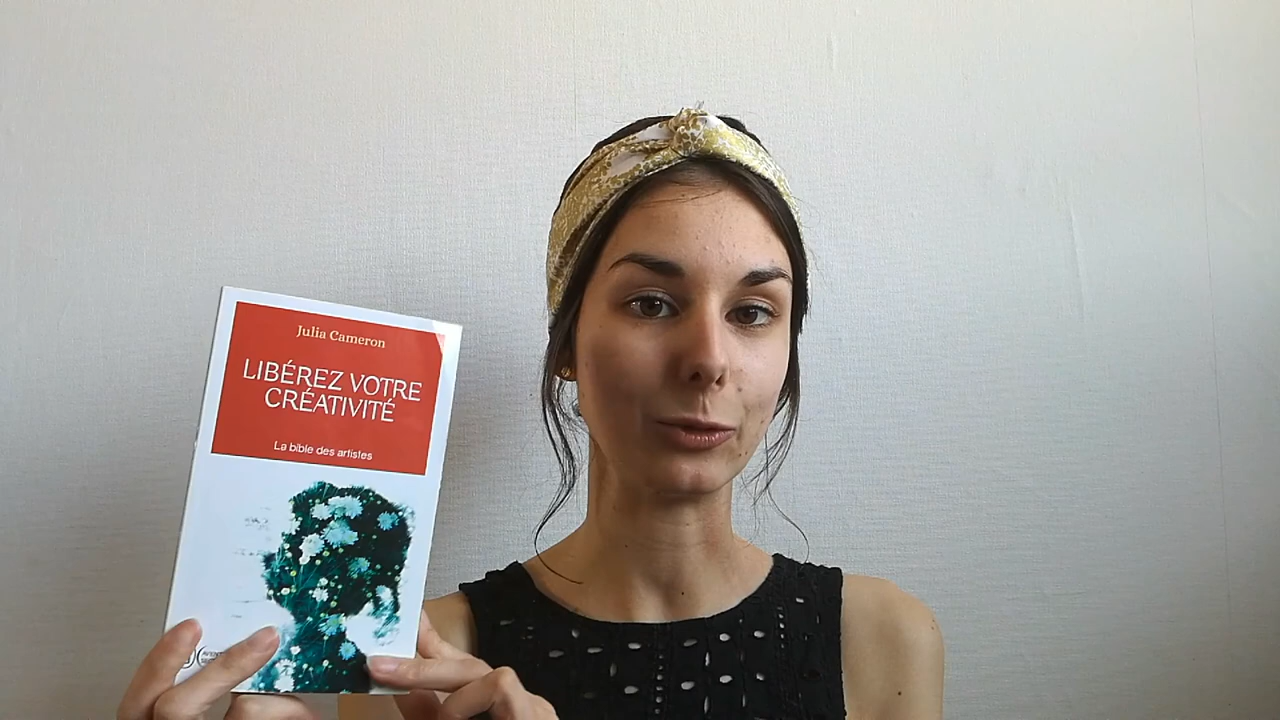 Julia Cameron
LIBÉREZ VOTRE
CRÉATIVITÉ
La bible des artistes